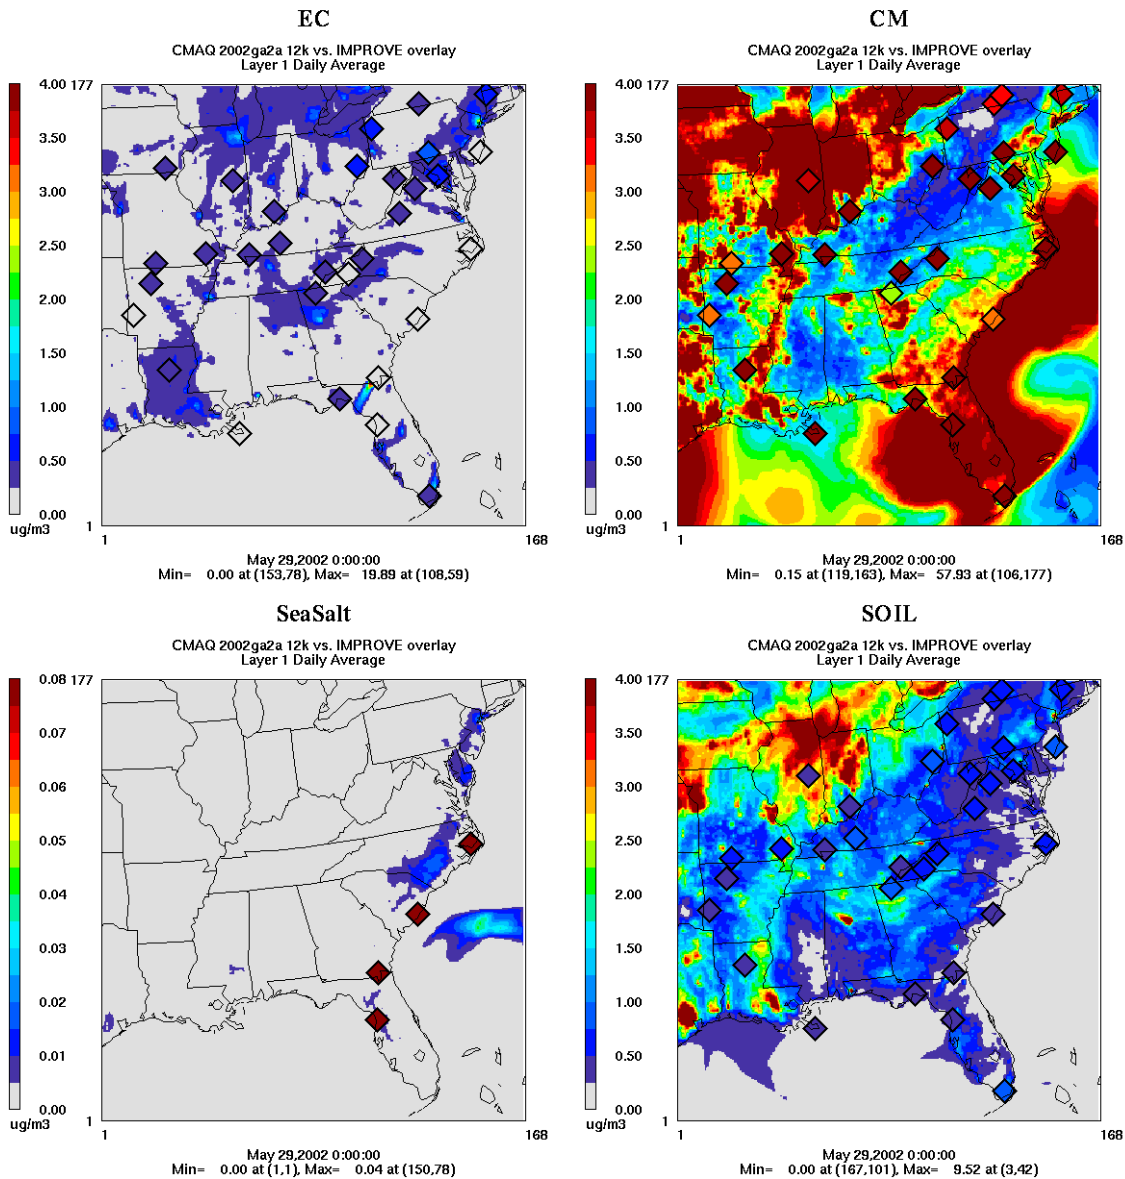 EC
CMAQ 2002ga2a 12k vs. IMPROVE overlay
Layer 1 Daily Average
4.00
3.50
3.00
2.50
2.00
1.50
1.00
0.50
0.00
ug/m3
177
1
1
168
May 29,2002 0:00:00
Min= 0.00 at (153,78), Max= 19.89 at (108,59)
CM
CMAQ 2002ga2a 12k vs. IMPROVE overlay
Layer 1 Daily Average
4.00
3.50
3.00
2.50
2.00
1.50
1.00
0.50
0.00
ug/m3
177
1
1
168
May 29,2002 0:00:00
Min= 0.15 at (119,163), Max= 57.93 at (106,177)
SeaSalt
CMAQ 2002ga2a 12k vs. IMPROVE overlay
Layer 1 Daily Average
0.08
0.07
0.06
0.05
0.04
0.03
0.02
0.01
0.00
ug/m3
177
1
1
168
May 29,2002 0:00:00
Min= 0.00 at (1,1), Max= 0.04 at (150,78)
SOIL
CMAQ 2002ga2a 12k vs. IMPROVE overlay
Layer 1 Daily Average
4.00
3.50
3.00
2.50
2.00
1.50
1.00
0.50
0.00
ug/m3
177
1
1
168
May 29,2002 0:00:00
Min= 0.00 at (167,101), Max= 9.52 at (3,42)